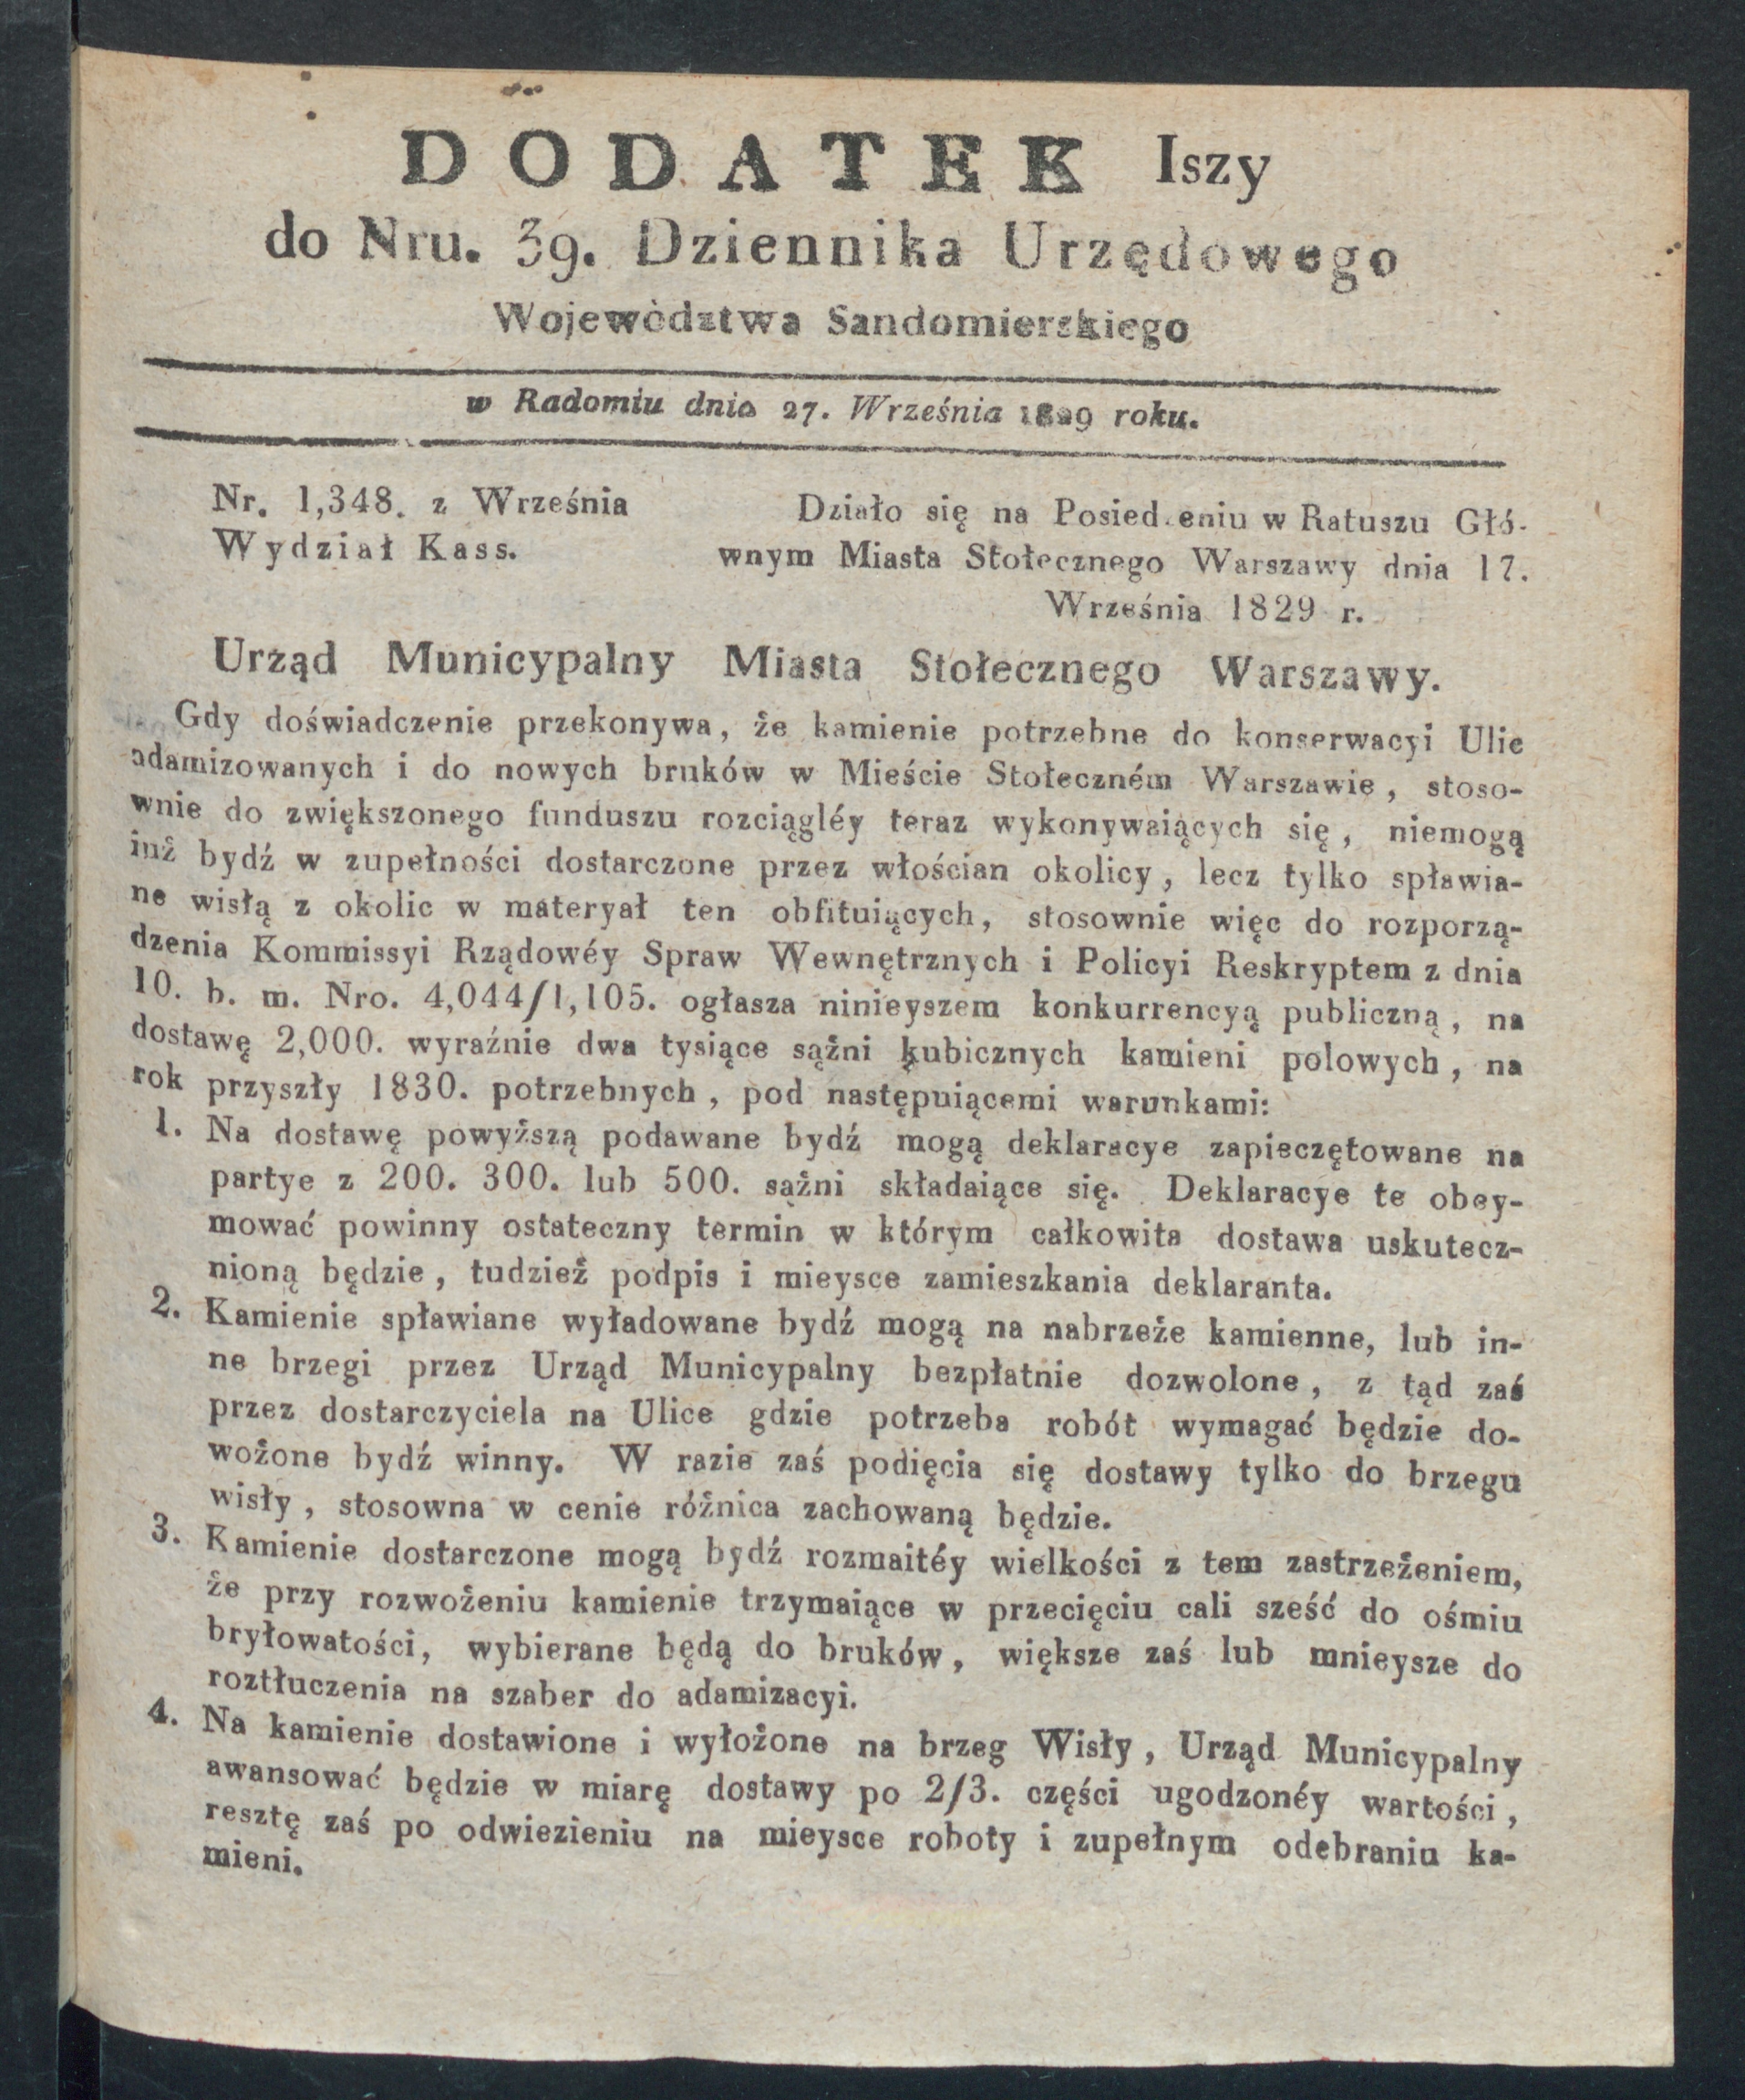 DODATEK Iszy
do Nru. 39. Dziennika Urzędowego
Wojewòdztwa Sandomierskiego
w Radomiu dnia 27. Września 1829 roku.
Nr. 1,348. z Września
Wydział Kass.
Działo się na Posiedzeniu w Ratuszu Głó-
wnym Miasta Stołecznego Warszawy dnia 17.
Września 1829 r.
Urząd Municypalny Miasta Stołecznego Warszawy.
Gdy doświadczenie przekonywa, że kamienie potrzebne do konserwacyi Ulic
adamizowanych i do nowych bruków w Mieście Stołeczném Warszawie, stoso-
wnie do zwiększonego funduszu rozciągléy teraz wykonywaiących się, niemogą
iuż bydź w zupełności dostarczone przez włościan okolicy, lecz tylko spławia-
ne wisłą z okolic w materyał ten obfituiących, stosownie więc do rozporzą-
dzenia Kommissyi Rządowéy Spraw Wewnętrznych i Policyi Reskryptem z dnia
10. b. m. Nro. 4,044/1,105. ogłasza ninieyszem konkurrencyą publiczną, na
dostawę 2,000. wyraźnie dwa tysiące sążni kubicznych kamieni polowych, na
rok przyszły 1830. potrzebnych, pod następuiącemi warunkami:
1. Na dostawę powyższą podawane bydź mogą deklaracye zapieczętowane na
partye z 200. 300. lub 500. sążni składaiące się. Deklaracye te obey-
mować powinny ostateczny termin w którym całkowita dostawa uskutecz-
nioną będzie, tudzież podpis i mieysce zamieszkania deklaranta.
2. Kamienie spławiane wyładowane bydź mogą na nabrzeże kamienne, lub in-
ne brzegi przez Urząd Municypalny bezpłatnie dozwolone, z tąd zaś
przez dostarczyciela na Ulice gdzie potrzeba robót wymagać będzie do-
wożone bydź winny. W razie zaś podięcia się dostawy tylko do brzegu
wisły, stosowna w cenie różnica zachowaną będzie.
3. Kamienie dostarczone mogą bydź rozmaitéy wielkości z tem zastrzeżeniem,
że przy rozwożeniu kamienie trzymaiące w przecięciu cali sześć do ośmiu
bryłowatości, wybierane będą do bruków, większe zaś lub mnieysze do
roztłuczenia na szaber do adamizacyi.
4. Na kamienie dostawione i wyłożone na brzeg Wisły, Urząd Municypalny
awansować będzie w miarę dostawy po 2/3. części ugodzonéy wartości,
resztę zaś po odwiezieniu na mieysce roboty i zupełnym odebraniu ka-
mieni.